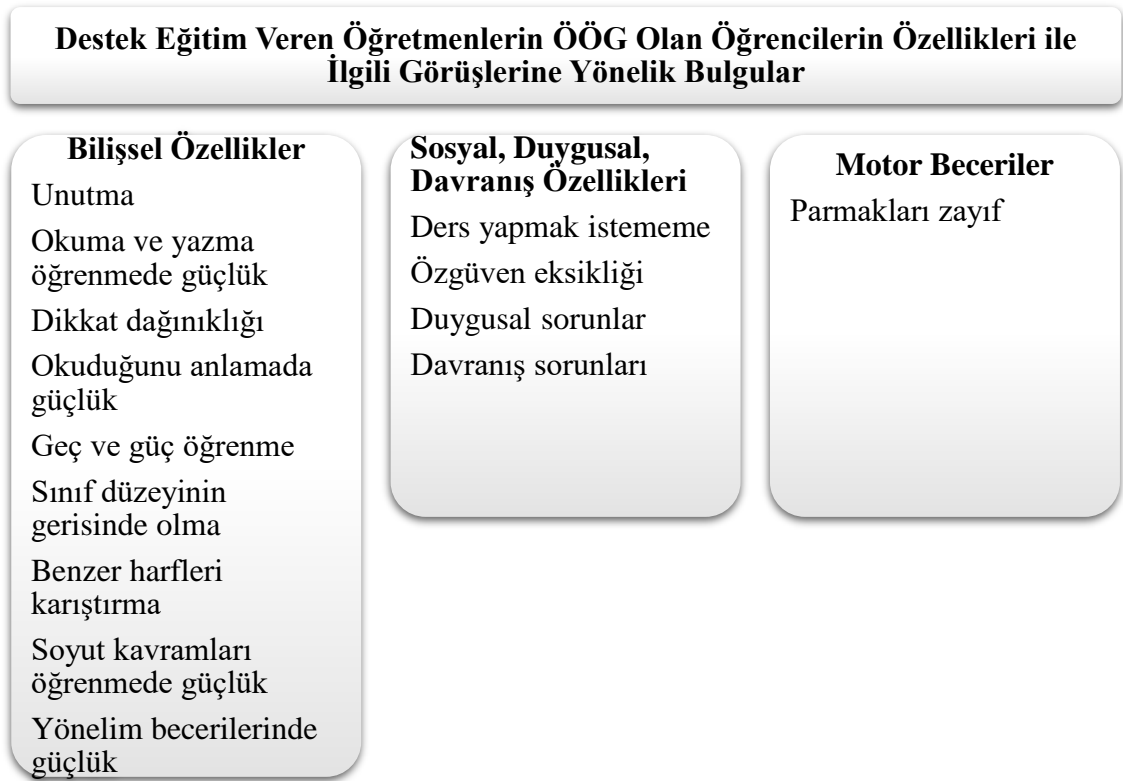 Destek Eğitim Veren Öğretmenlerin ÖÖG Olan Öğrencilerin Özellikleri ile
İlgili Görüşlerine Yönelik Bulgular
Bilişsel Özellikler
Unutma
Okuma ve yazma
öğrenmede güçlük
Dikkat dağınıklığı
Okuduğunu anlamada
güçlük
Geç ve güç öğrenme
Sınıf düzeyinin
gerisinde olma
Benzer harfleri
karıştırma
Soyut kavramları
öğrenmede güçlük
Yönelim becerilerinde
güçlük
Sosyal, Duygusal,
Davranış Özellikleri
Ders yapmak istememe
Özgüven eksikliği
Duygusal sorunlar
Davranış sorunları
Motor Beceriler
Parmakları zayıf